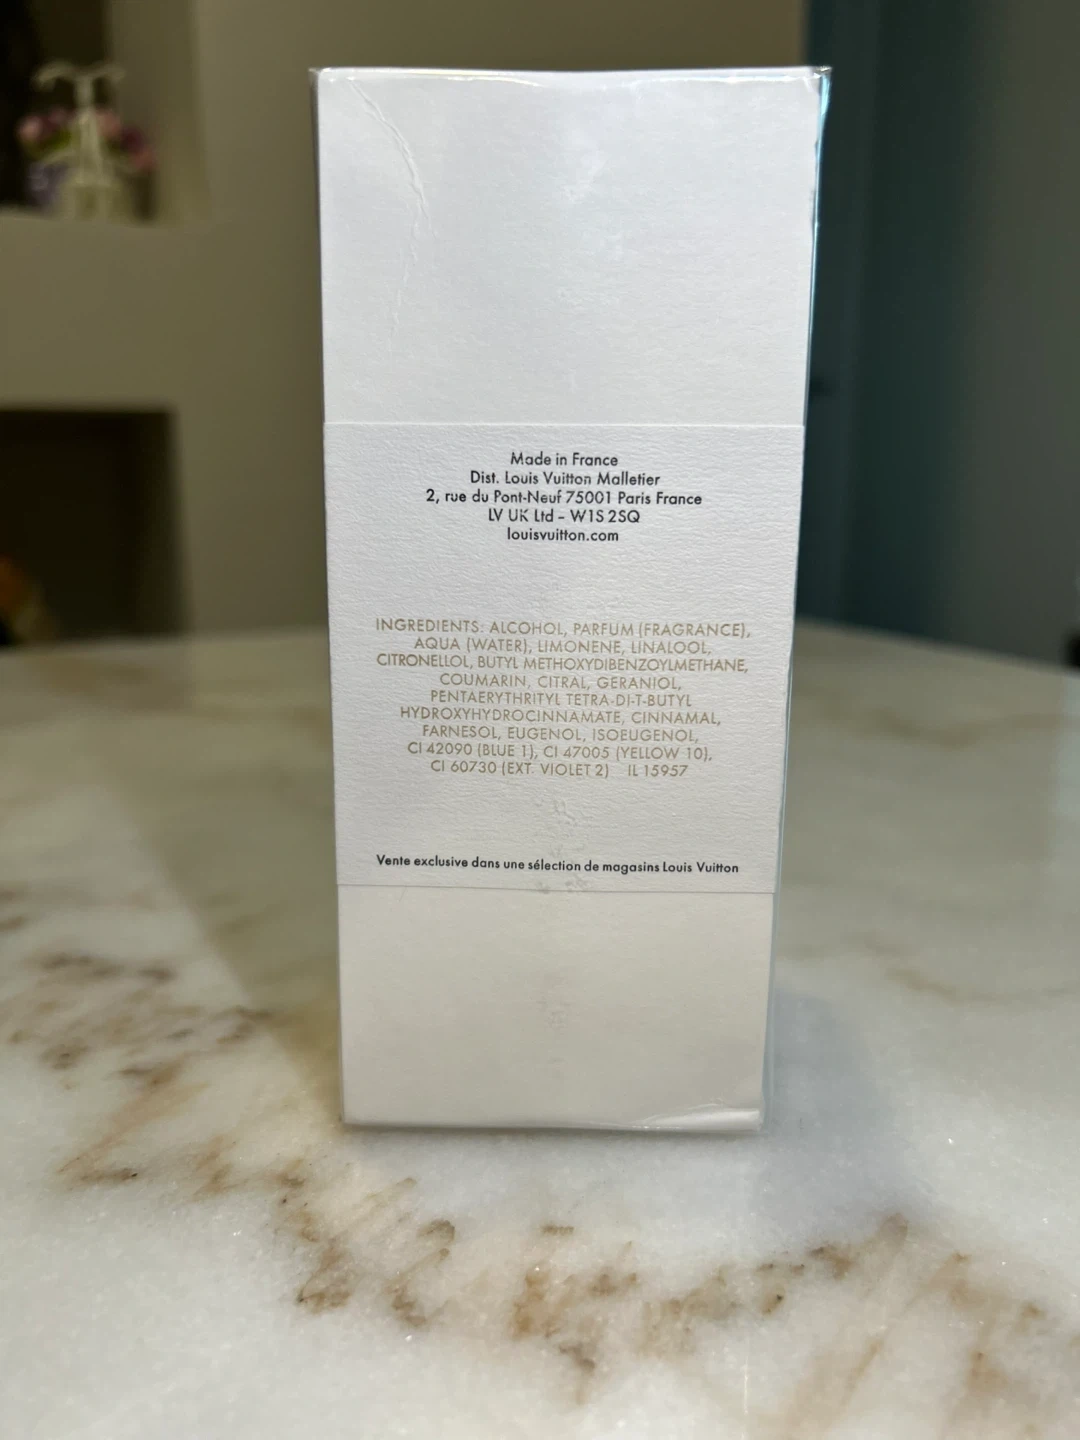 Made in France
Dist. Louis Vuitton Malletier
2, rue du Pont-Neuf 75001 Paris France
LV UK Ltd - W1S 2SQ
louisvuitton.com
INGREDIENTS: ALCOHOL, PARFUM (FRAGRANCE),
AQUA (WATER), LIMONENE, LINALOOL,
CITRONELLOL, BUTYL METHOXYDIBENZOYLMETHANE,
COUMARIN, CITRAL, GERANIOL,
PENTAERYTHRITYL TETRA-DI-T-BUTYL
HYDROXYHYDROCINNAMATE, CINNAMAL,
FARNESOL, EUGENOL, ISOEUGENOL,
CI 42090 (BLUE 1), CI 47005 (YELLOW 10),
CI 60730 (EXT. VIOLET 2) IL 15957
Vente exclusive dans une sélection de magasins Louis Vuitton